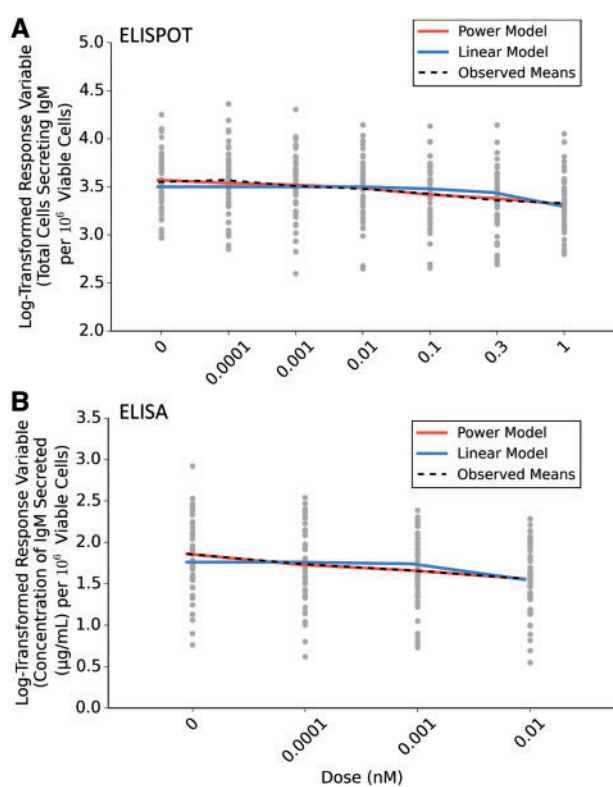 A
ELISPOT
Power Model
Linear Model
Observed Means
Log-Transformed Response Variable
(Total Cells Secreting IgM
per 10⁶ Viable Cells)
5.0
4.5
4.0
3.5
3.0
2.5
2.0
0
0.0001
0.001
0.01
0.1
0.3
1
B
ELISA
Power Model
Linear Model
Observed Means
Log-Transformed Response Variable
(Concentration of IgM Secreted
(μg/mL) per 10⁶ Viable Cells)
3.5
3.0
2.5
2.0
1.5
1.0
0.5
0.0
0
0.0001
0.001
0.01
Dose (nM)